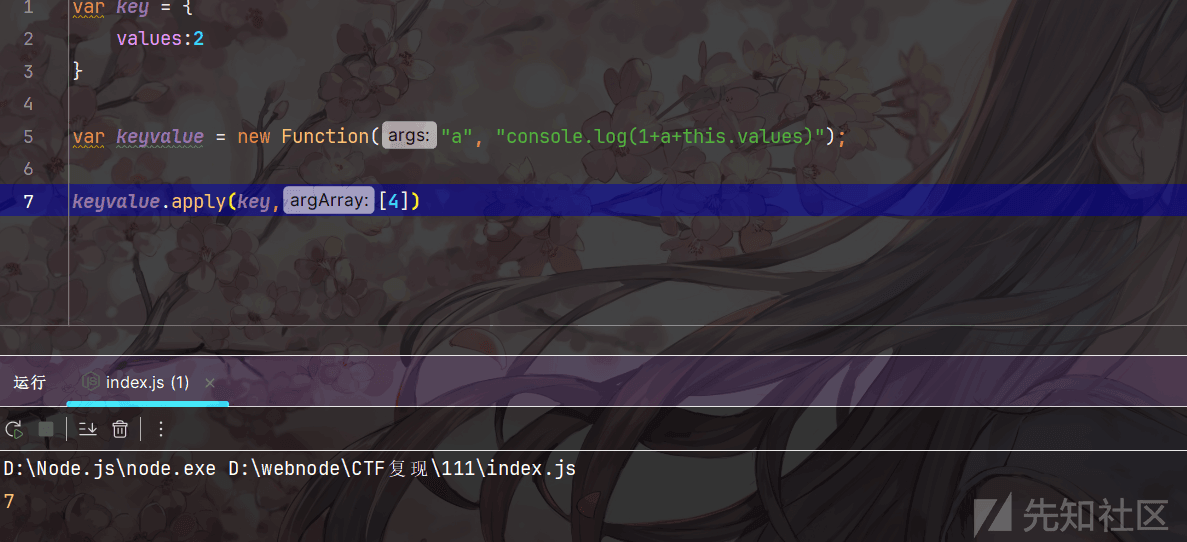 1 var key = {
2 values:2
3 }
4
5 var keyvalue = new Function( args: "a", "console.log(1+a+this.values)");
6
7 keyvalue.apply(key, argArray: [4])
运行 index.js (1) ×
D:\Node.js\node.exe D:\webnode\CTF复现\111\index.js
7
先知社区